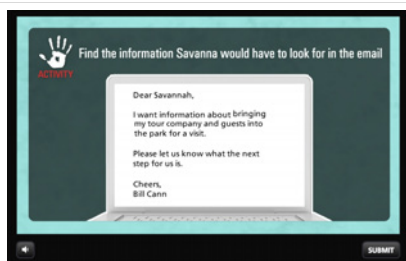 Find the information Savanna would have to look for in the email
ACTIVITY
Dear Savannah,
I want information about bringing
my tour company and guests into
the park for a visit.
Please let us know what the next
step for us is.
Cheers,
Bill Cann
SUBMIT